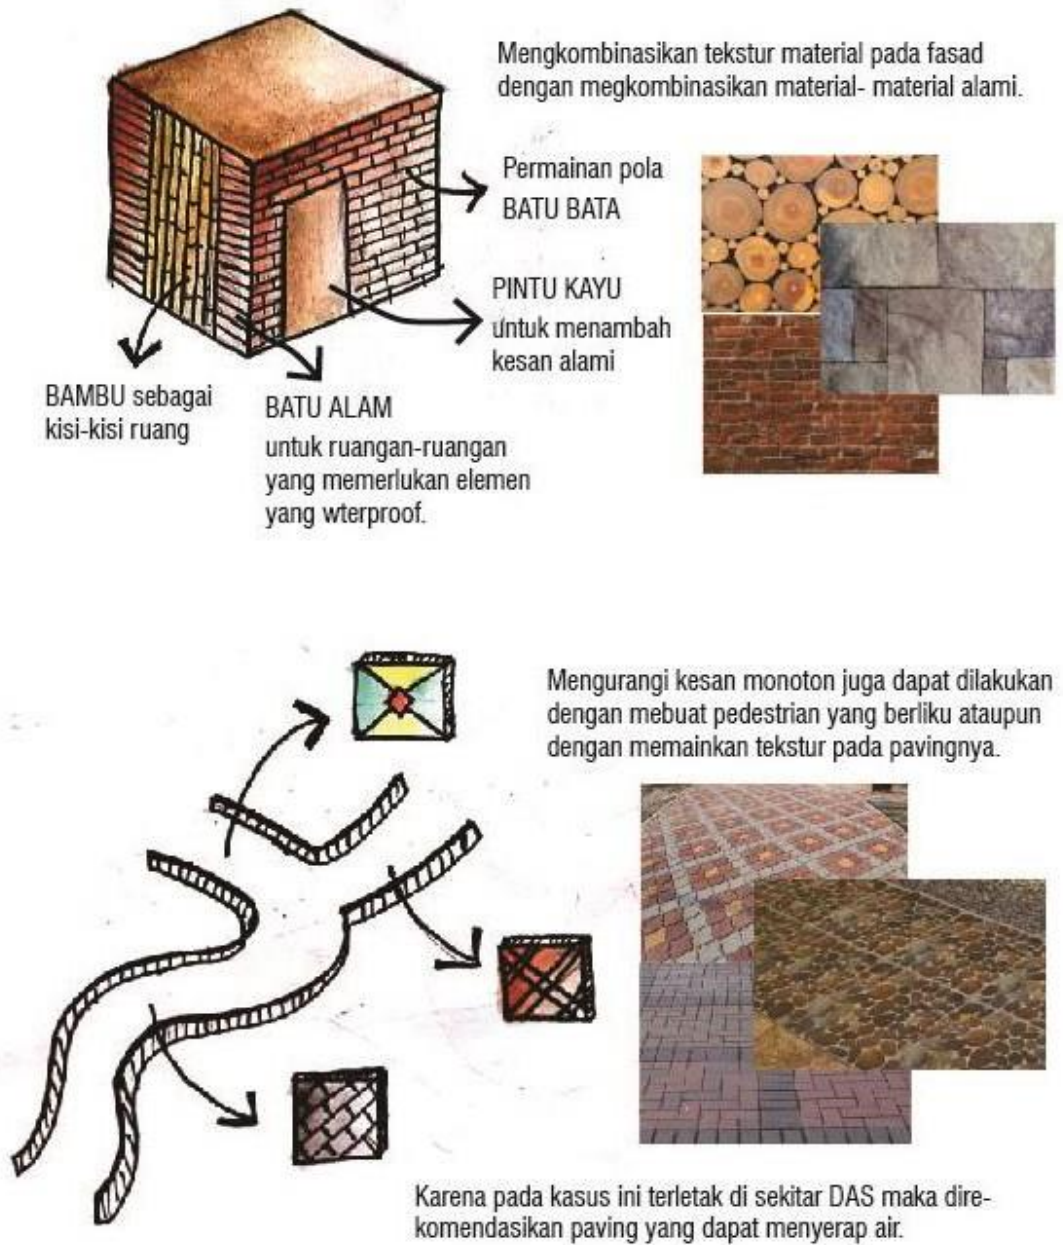 Mengkombinasikan tekstur material pada fasad
dengan megkombinasikan material- material alami.
Permainan pola
BATU BATA
PINTU KAYU
untuk menambah
kesan alami
BAMBU sebagai
kisi-kisi ruang
BATU ALAM
untuk ruangan-ruangan
yang memerlukan elemen
yang wterproof.
Mengurangi kesan monoton juga dapat dilakukan
dengan mebuat pedestrian yang berliku ataupun
dengan memainkan tekstur pada pavingnya.
Karena pada kasus ini terletak di sekitar DAS maka dire-
komendasikan paving yang dapat menyerap air.